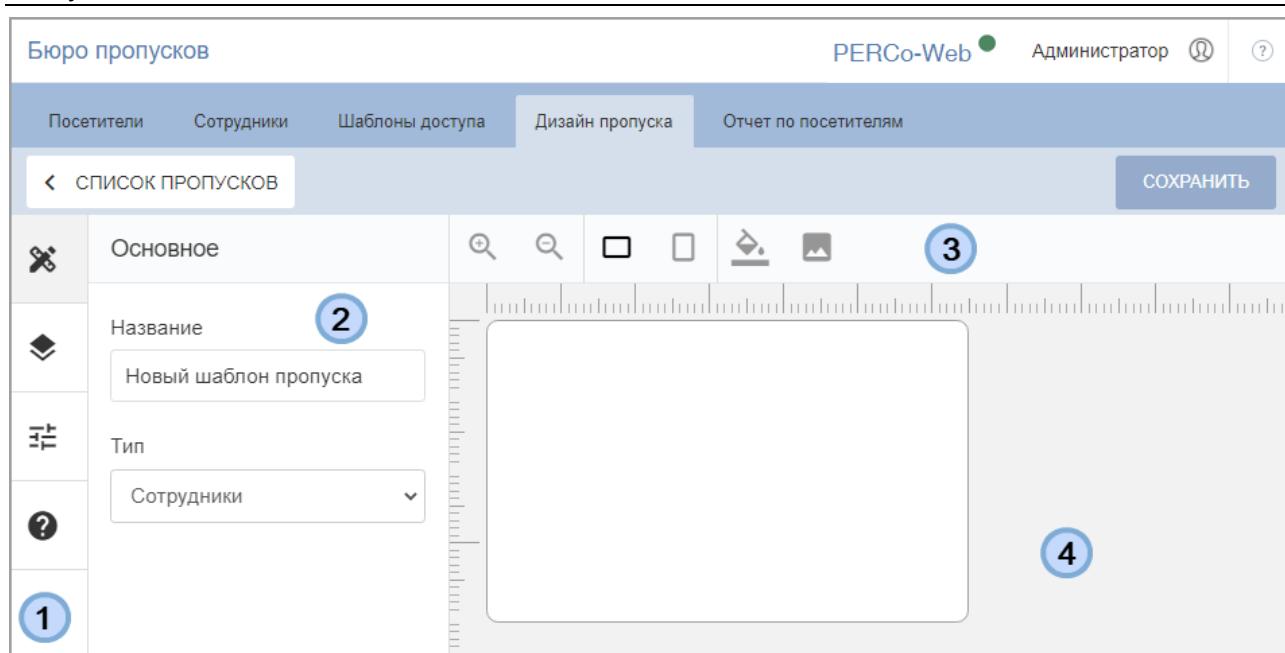 Бюро пропусков PERCo-Web Администратор ?
Посетители Сотрудники Шаблоны доступа Дизайн пропуска Отчет по посетителям
СПИСОК ПРОПУСКОВ СОХРАНИТЬ
Основное 3
Название 2
Новый шаблон пропуска
Тип
Сотрудники
?
4
1